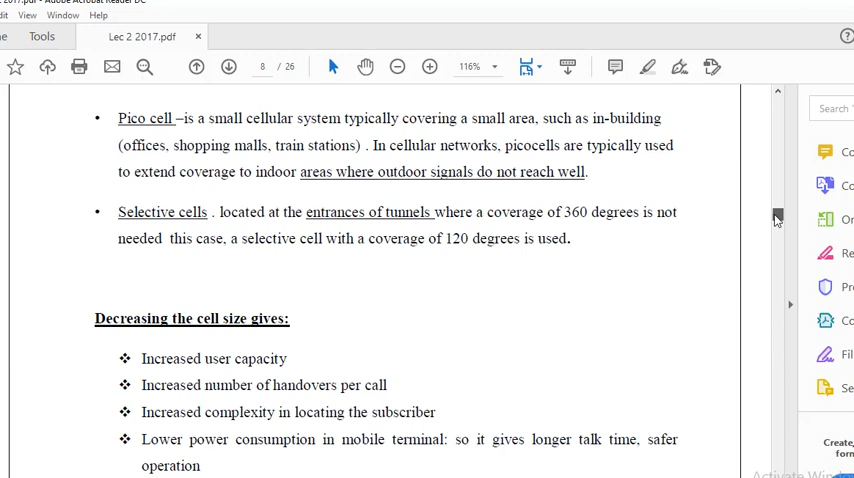 2017.pdf - Adobe Acrobat Reader DC
dit View Window Help
e Tools Lec 2 2017.pdf ×
8 / 26 116%
• Pico cell –is a small cellular system typically covering a small area, such as in-building
(offices, shopping malls, train stations) . In cellular networks, picocells are typically used
to extend coverage to indoor areas where outdoor signals do not reach well.
• Selective cells . located at the entrances of tunnels where a coverage of 360 degrees is not
needed this case, a selective cell with a coverage of 120 degrees is used.
Decreasing the cell size gives:
❖ Increased user capacity
❖ Increased number of handovers per call
❖ Increased complexity in locating the subscriber
❖ Lower power consumption in mobile terminal: so it gives longer talk time, safer
operation
Search
Co
Co
Or
Re
Pro
Co
Fil
Se
Create,
form
Activate Windo